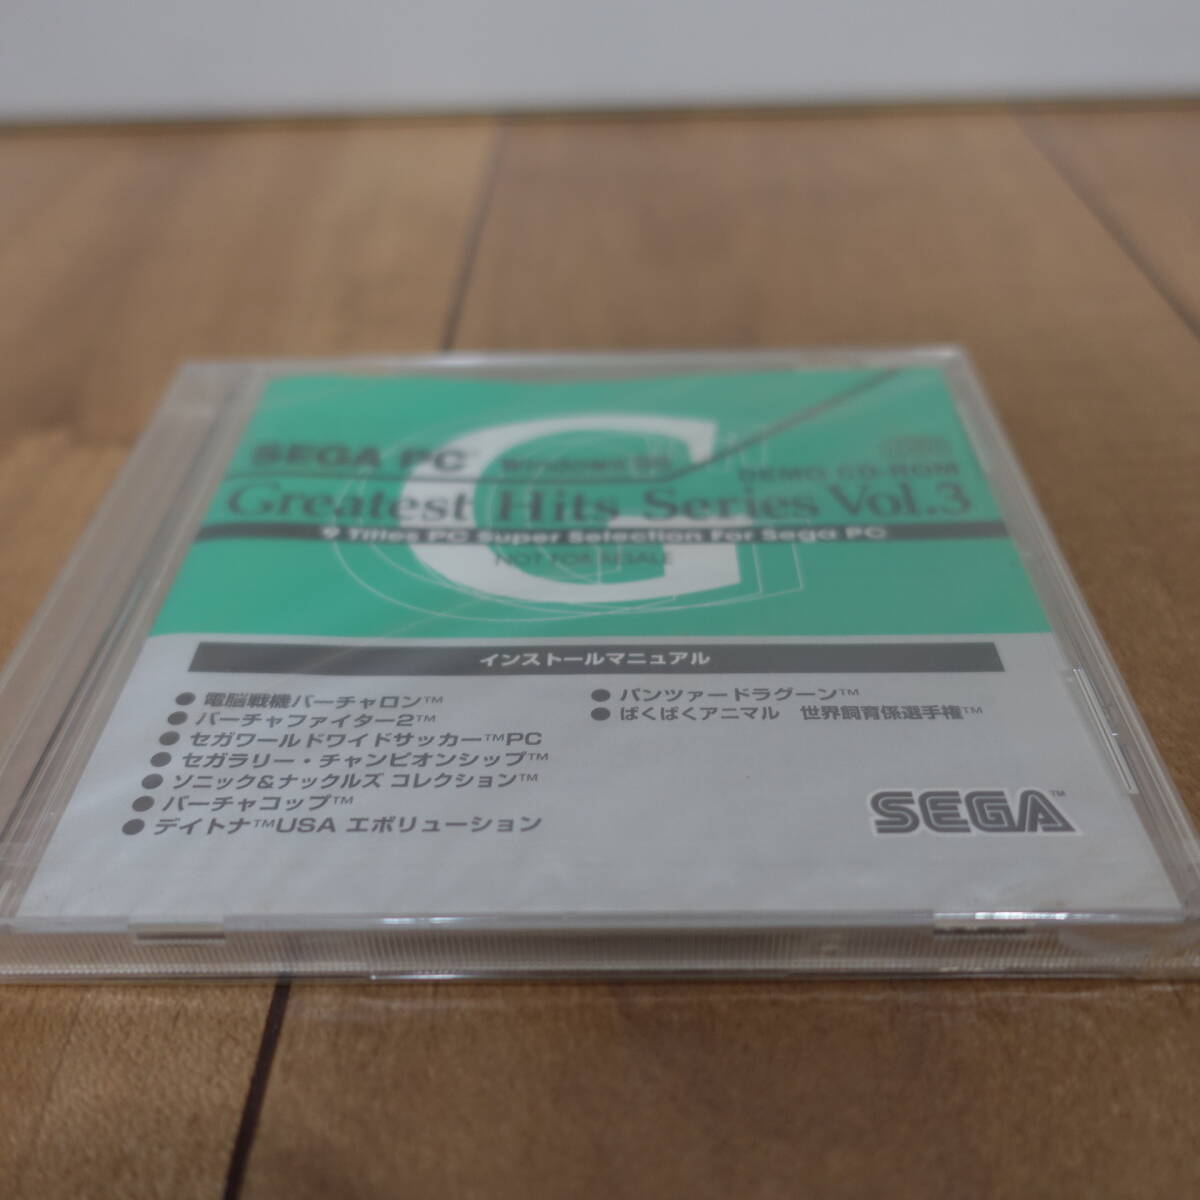 SEGA PC Windows 95
DEMO CD-ROM
Greatest Hits Series Vol.3
9 Titles PC Super Selection For Sega PC
NOT FOR RESALE
インストールマニュアル
● 電脳戦機バーチャロン™
● バーチャファイター2™
● セガワールドワイドサッカー™PC
● セガラリー・チャンピオンシップ™
● ソニック&ナックルズ コレクション™
● バーチャコップ™
● デイトナ™USA エボリューション
● パンツァードラグーン™
● ばくばくアニマル 世界飼育係選手権™
SEGA™